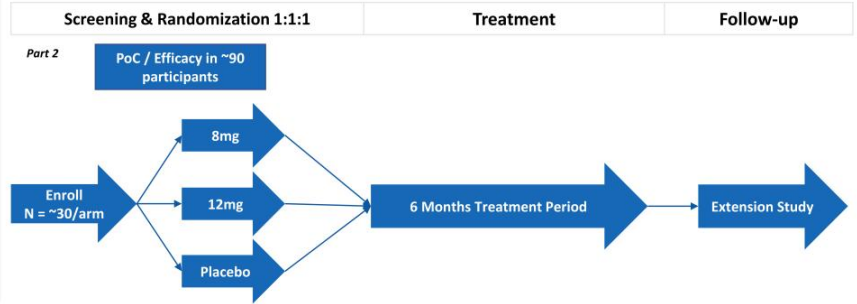 Screening & Randomization 1:1:1
Treatment
Follow-up
Part 2
PoC / Efficacy in ~90
participants
8mg
Enroll
N = ~30/arm
12mg
Placebo
6 Months Treatment Period
Extension Study